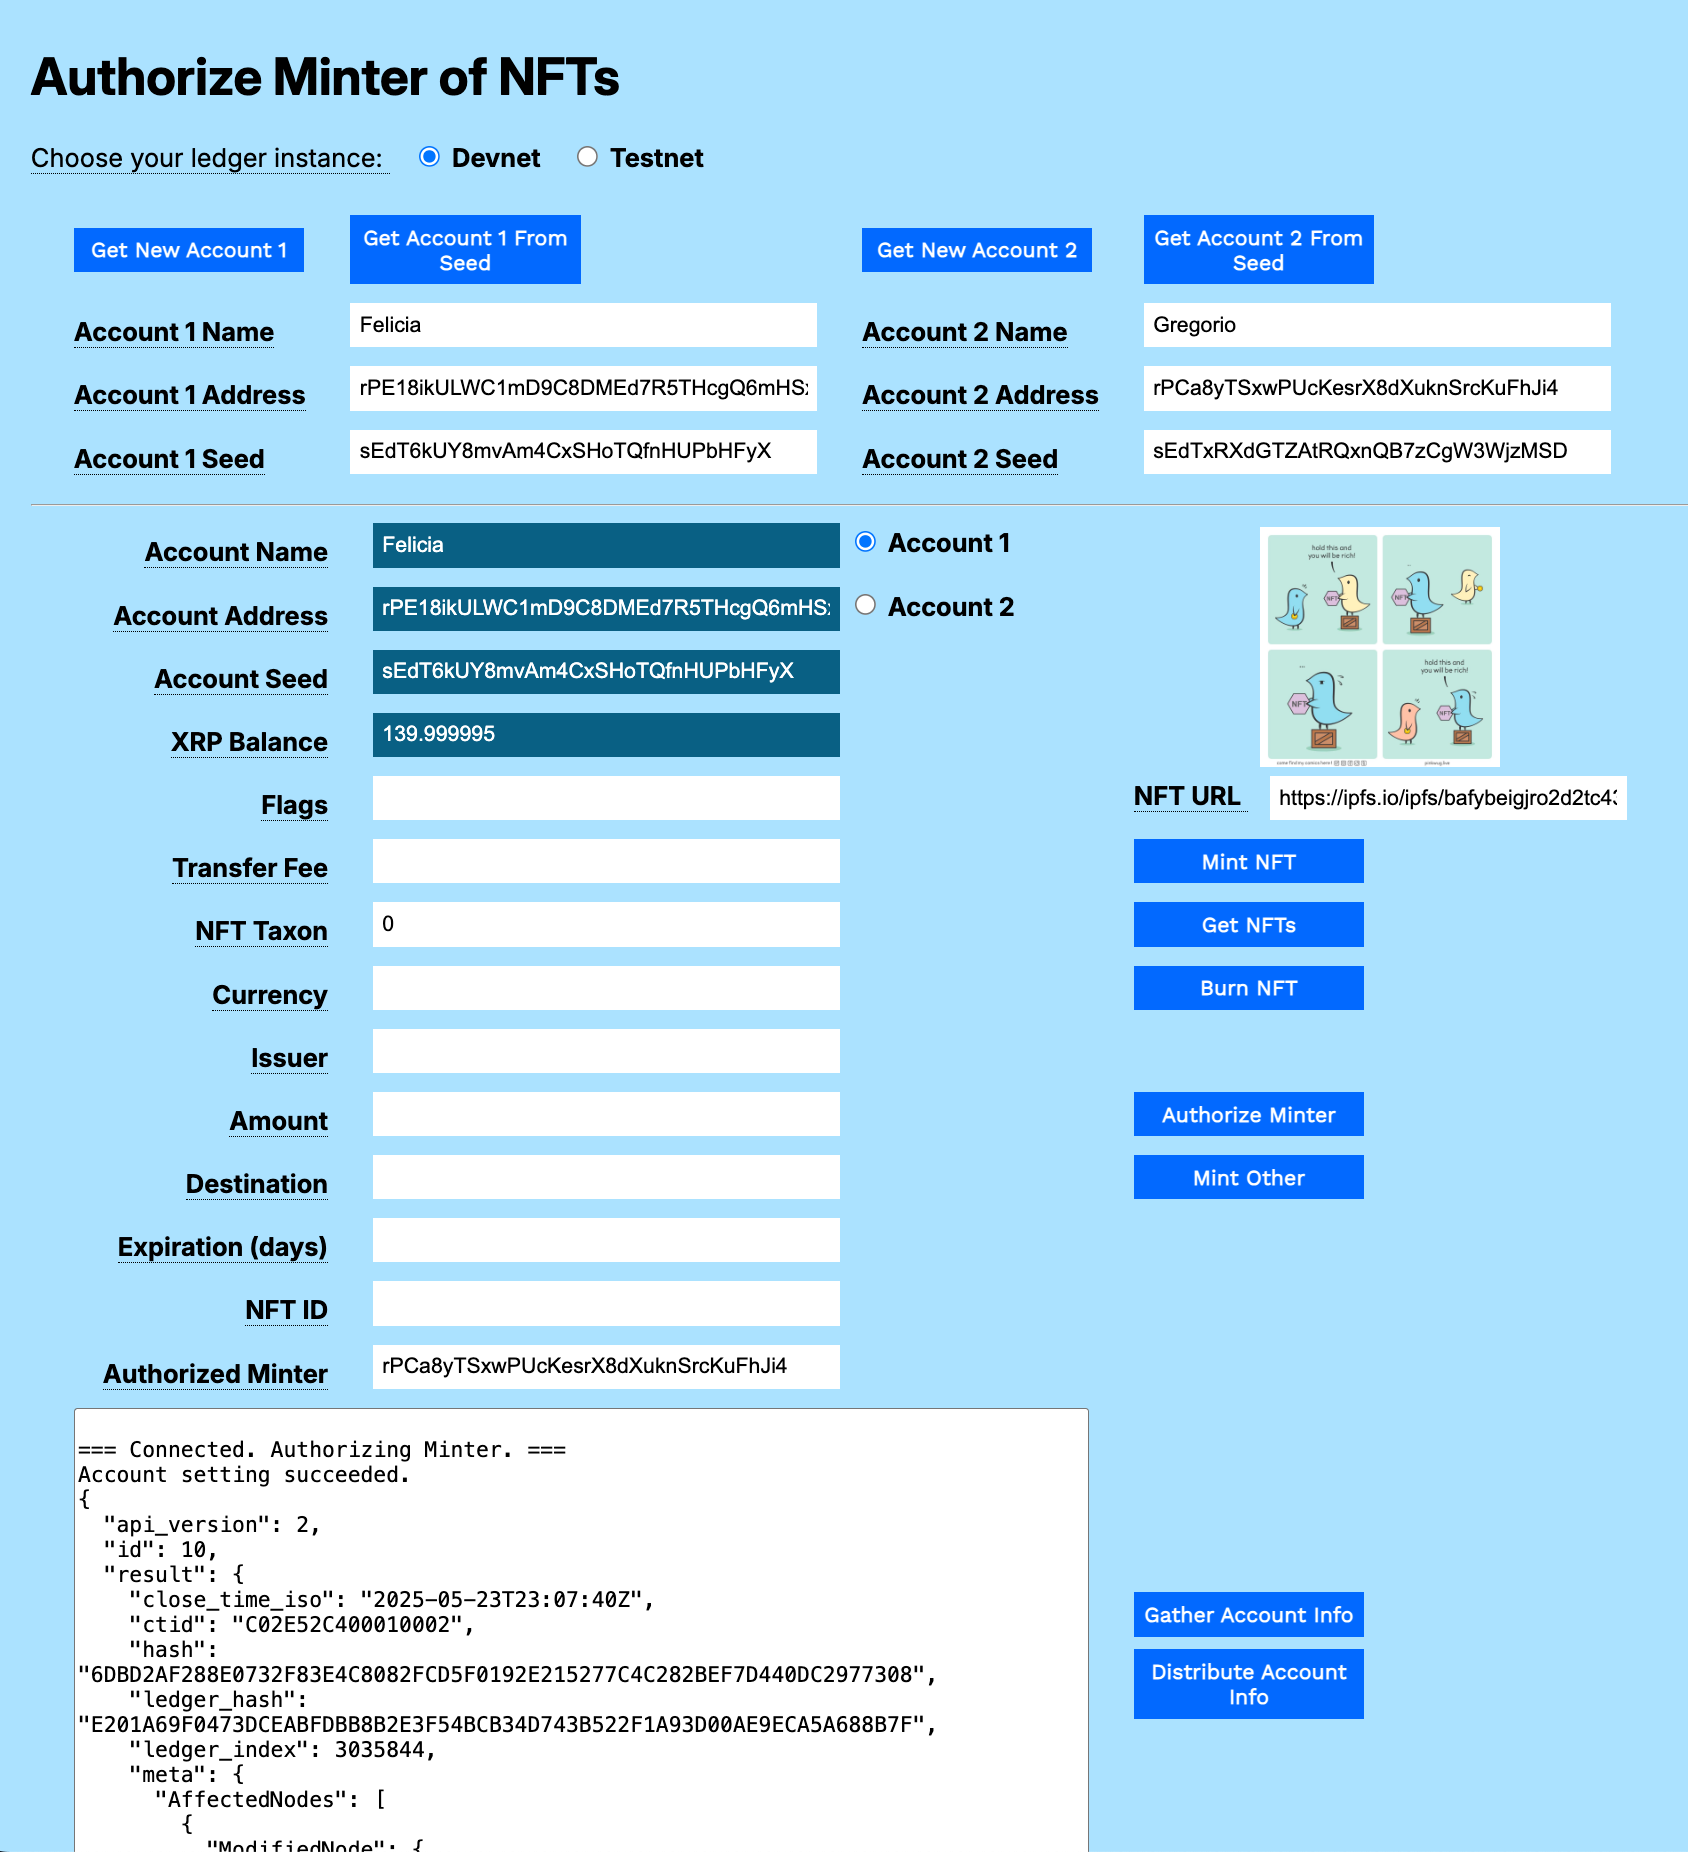 Authorize Minter of NFTs
Choose your ledger instance: Devnet Testnet
Get New Account 1
Get Account 1 From
Seed
Get New Account 2
Get Account 2 From
Seed
Account 1 Name Felicia
Account 2 Name Gregorio
Account 1 Address rPE18ikULWC1mD9C8DMEd7R5THcgQ6mHS
Account 2 Address rPCa8yTSxwPUcKesrX8dXuknSrcKuFhJi4
Account 1 Seed sEdT6kUY8mvAm4CxSHoTQfnHUPbHFyX
Account 2 Seed sEdTxRXdGTZAtRQxnQB7zCgW3WjzMSD
Account Name Felicia
Account 1
Account Address rPE18ikULWC1mD9C8DMEd7R5THcgQ6mHS
Account 2
Account Seed sEdT6kUY8mvAm4CxSHoTQfnHUPbHFyX
XRP Balance 139.999995
hold this and
you will be rich!
NFT
NFT
...
NFT
hold this and
you will be rich!
NFT
Flags
NFT URL https://ipfs.io/ipfs/bafybeigjro2d2tc43
Transfer Fee
Mint NFT
NFT Taxon 0
Get NFTs
Currency
Burn NFT
Issuer
Amount
Authorize Minter
Destination
Mint Other
Expiration (days)
NFT ID
Authorized Minter rPCa8yTSxwPUcKesrX8dXuknSrcKuFhJi4
=== Connected. Authorizing Minter. ===
Account setting succeeded.
{
"api_version": 2,
"id": 10,
"result": {
"close_time_iso": "2025-05-23T23:07:40Z",
"ctid": "C02E52C400010002",
"hash":
"6DBD2AF288E0732F83E4C8082FCD5F0192E215277C4C282BEF7D440DC2977308",
"ledger_hash":
"E201A69F0473DCEABFDBB8B2E3F54BCB34D743B522F1A93D00AE9ECA5A688B7F",
"ledger_index": 3035844,
"meta": {
"AffectedNodes": [
{
"ModifiedNode": {
Gather Account Info
Distribute Account
Info